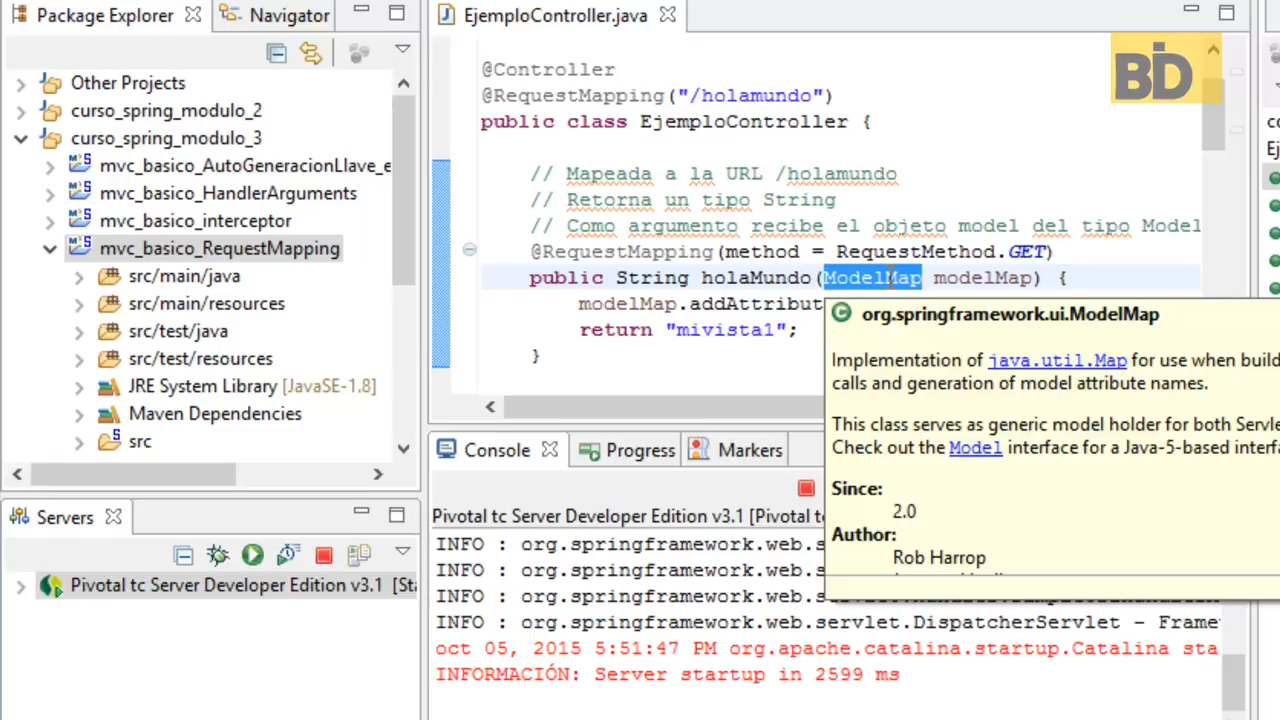 Package Explorer
Navigator
Other Projects
curso_spring_modulo_2
curso_spring_modulo_3
mvc_basico_AutoGeneracionLlave_e
mvc_basico_HandlerArguments
mvc_basico_interceptor
mvc_basico_RequestMapping
src/main/java
src/main/resources
src/test/java
src/test/resources
JRE System Library [JavaSE-1.8]
Maven Dependencies
src
Servers
Pivotal tc Server Developer Edition v3.1 [Sta
EjemploController.java
BD
@Controller
@RequestMapping("/holamundo")
public class EjemploController {
// Mapeada a la URL /holamundo
// Retorna un tipo String
// Como argumento recibe el objeto model del tipo Model
@RequestMapping(method = RequestMethod.GET)
public String holaMundo(ModelMap modelMap) {
modelMap.addAttribut
return "mivista1";
}
org.springframework.ui.ModelMap
Implementation of java.util.Map for use when build
calls and generation of model attribute names.
This class serves as generic model holder for both Servle
Check out the Model interface for a Java-5-based interfa
Since:
2.0
Author:
Rob Harrop
Console
Progress
Markers
Pivotal tc Server Developer Edition v3.1 [Pivotal t
INFO : org.springframework.web.s
INFO : org.springframework.web.s
INFO : org.springframework.web.s
INFO : org.springframework.web.servlet.DispatcherServlet - Frame
oct 05, 2015 5:51:47 PM org.apache.catalina.startup.Catalina sta
INFORMACIÓN: Server startup in 2599 ms